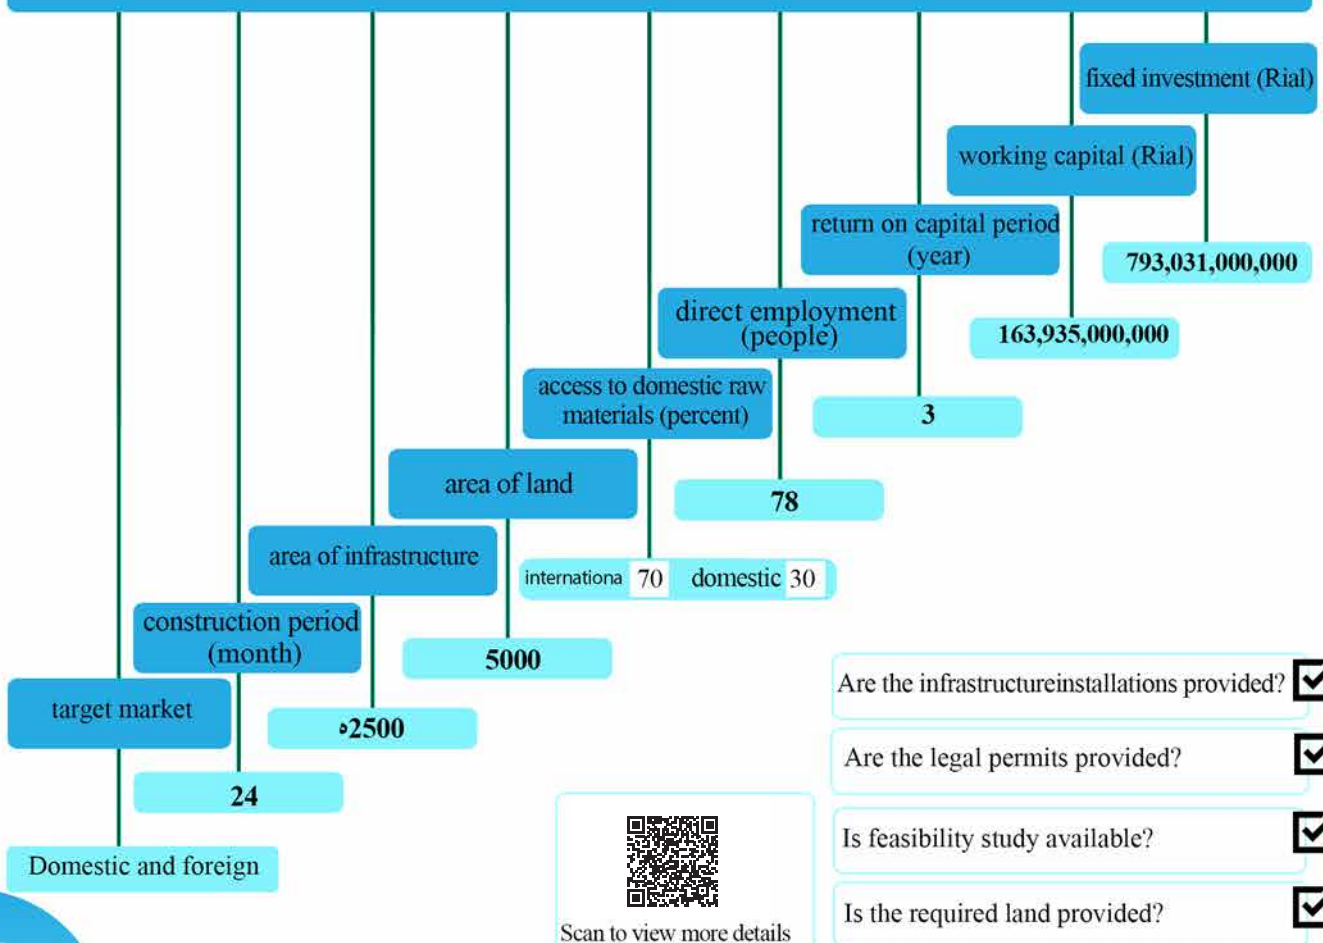 fixed investment (Rial)
793,031,000,000
working capital (Rial)
163,935,000,000
return on capital period
(year)
3
direct employment
(people)
78
access to domestic raw
materials (percent)
internationa 70 domestic 30
area of land
5000
area of infrastructure
ه2500
construction period
(month)
24
target market
Domestic and foreign
Are the infrastructureinstallations provided?
Are the legal permits provided?
Is feasibility study available?
Is the required land provided?
Scan to view more details